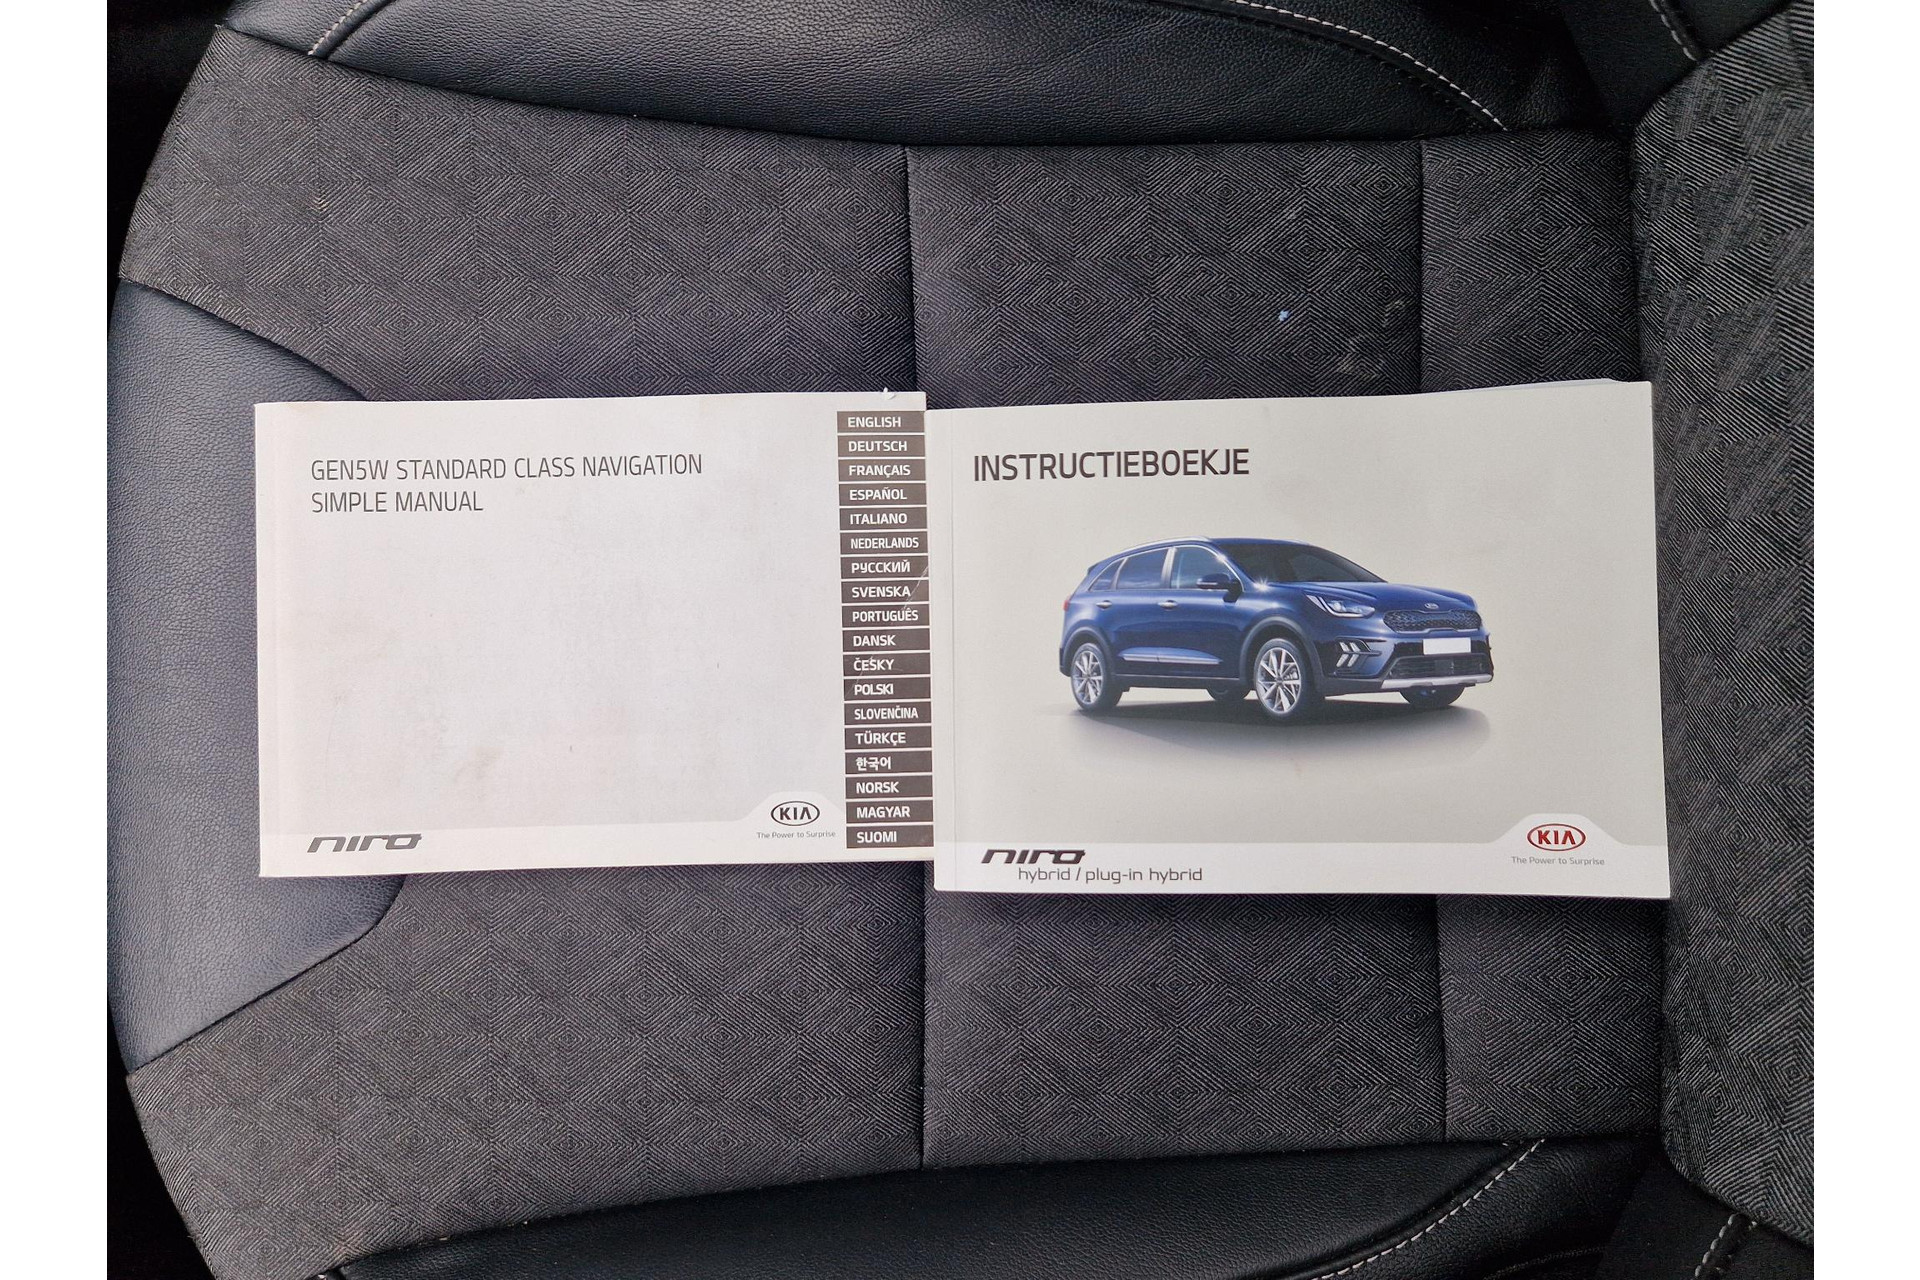 GEN5W STANDARD CLASS NAVIGATION
SIMPLE MANUAL
ENGLISH
DEUTSCH
FRANÇAIS
ESPAÑOL
ITALIANO
NEDERLANDS
РУССКИЙ
SVENSKA
PORTUGUÊS
DANSK
ČESKY
POLSKI
SLOVENČINA
TÜRKÇE
한국어
NORSK
MAGYAR
SUOMI
niro
KIA
The Power to Surprise
INSTRUCTIEBOEKJE
niro
hybrid / plug-in hybrid
KIA
The Power to Surprise